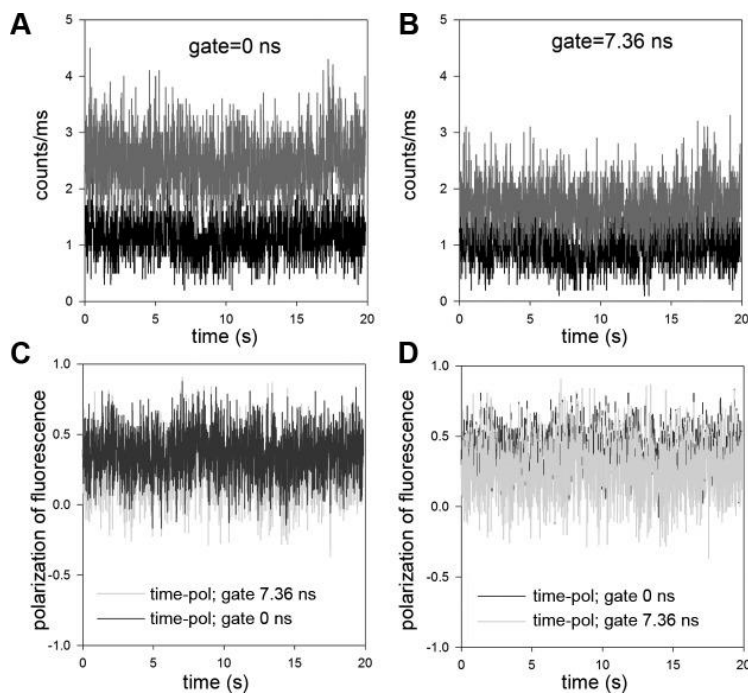 A
gate=0 ns
5
4
3
2
1
0
counts/ms
0 5 10 15 20
time (s)
B
gate=7.36 ns
5
4
3
2
1
0
counts/ms
0 5 10 15 20
time (s)
C
1.0
0.5
0.0
-0.5
-1.0
polarization of fluorescence
time-pol; gate 7.36 ns
time-pol; gate 0 ns
0 5 10 15 20
time (s)
D
1.0
0.5
0.0
-0.5
-1.0
polarization of fluorescence
time-pol; gate 0 ns
time-pol; gate 7.36 ns
0 5 10 15 20
time (s)